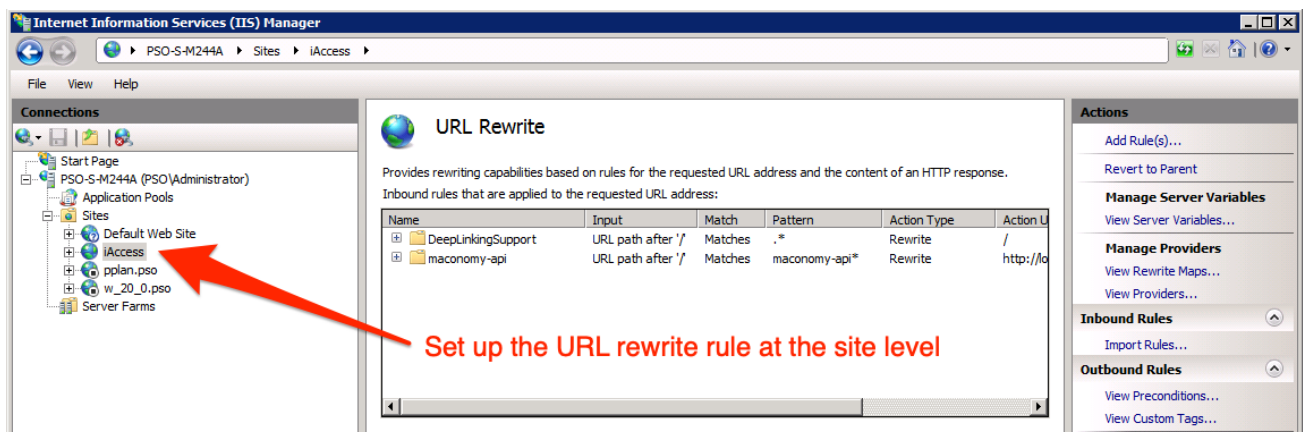 Internet Information Services (IIS) Manager
PSO-S-M244A Sites iAccess
File View Help
Connections
Start Page
PSO-S-M244A (PSO\Administrator)
Application Pools
Sites
Default Web Site
iAccess
pplan.pso
w_20_0.pso
Server Farms
URL Rewrite
Provides rewriting capabilities based on rules for the requested URL address and the content of an HTTP response.
Inbound rules that are applied to the requested URL address:
Name Input Match Pattern Action Type Action U
DeepLinkingSupport URL path after '/' Matches .* Rewrite /
maconomy-api URL path after '/' Matches maconomy-api* Rewrite http://lo
Set up the URL rewrite rule at the site level
Actions
Add Rule(s)...
Revert to Parent
Manage Server Variables
View Server Variables...
Manage Providers
View Rewrite Maps...
View Providers...
Inbound Rules
Import Rules...
Outbound Rules
View Preconditions...
View Custom Tags...